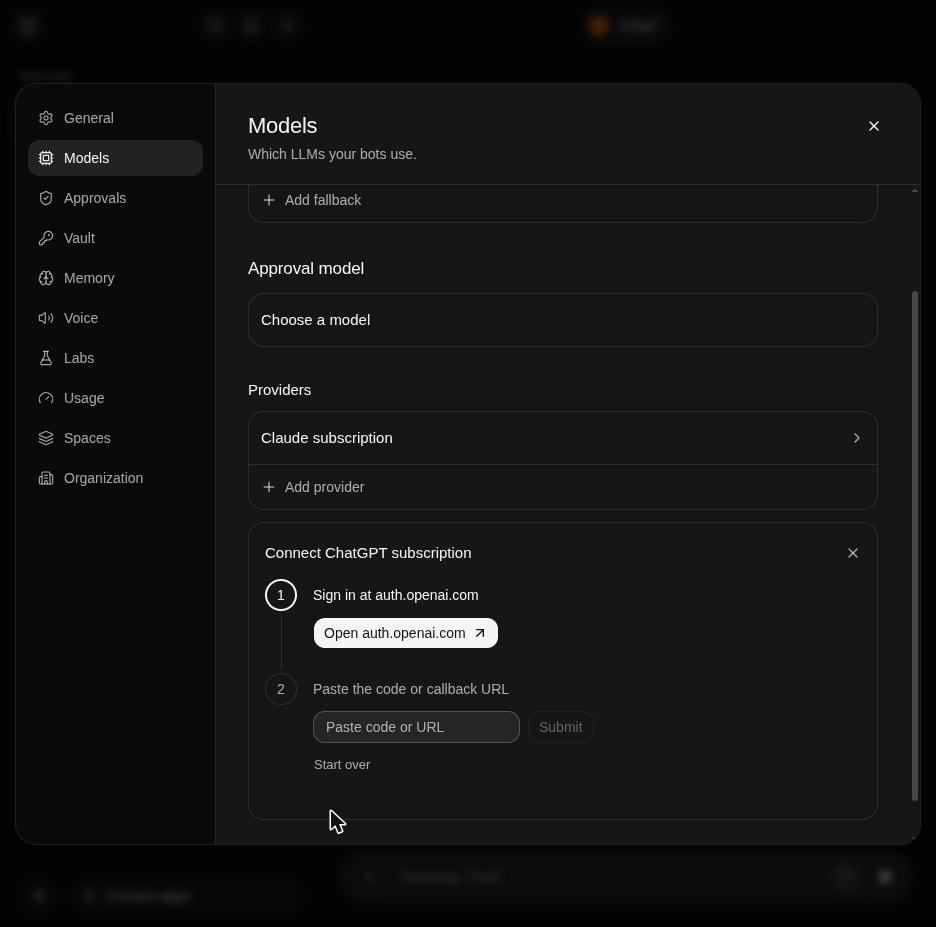 General
Models
Approvals
Vault
Memory
Voice
Labs
Usage
Spaces
Organization
Models
Which LLMs your bots use.
Add fallback
Approval model
Choose a model
Providers
Claude subscription
Add provider
Connect ChatGPT subscription
1
Sign in at auth.openai.com
Open auth.openai.com
2
Paste the code or callback URL
Paste code or URL
Submit
Start over